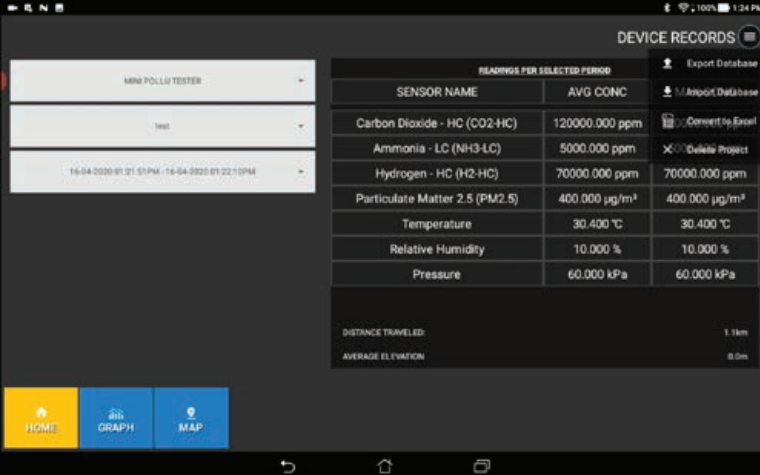 100% 1:24 PM
DEVICE RECORDS
MINI POLLU TESTER
test
16-04-2020 01:21:51PM - 16-04-2020 01:22:10PM
READINGS PER SELECTED PERIOD
SENSOR NAME AVG CONC
Carbon Dioxide - HC (CO2-HC) 120000.000 ppm
Ammonia - LC (NH3-LC) 5000.000 ppm
Hydrogen - HC (H2-HC) 70000.000 ppm 70000.000 ppm
Particulate Matter 2.5 (PM2.5) 400.000 µg/m³ 400.000 µg/m³
Temperature 30.400 °C 30.400 °C
Relative Humidity 10.000 % 10.000 %
Pressure 60.000 kPa 60.000 kPa
DISTANCE TRAVELED: 1.1km
AVERAGE ELEVATION 0.0m
Export Database
Import Database
Convert to Excel
Delete Project
HOME
GRAPH
MAP